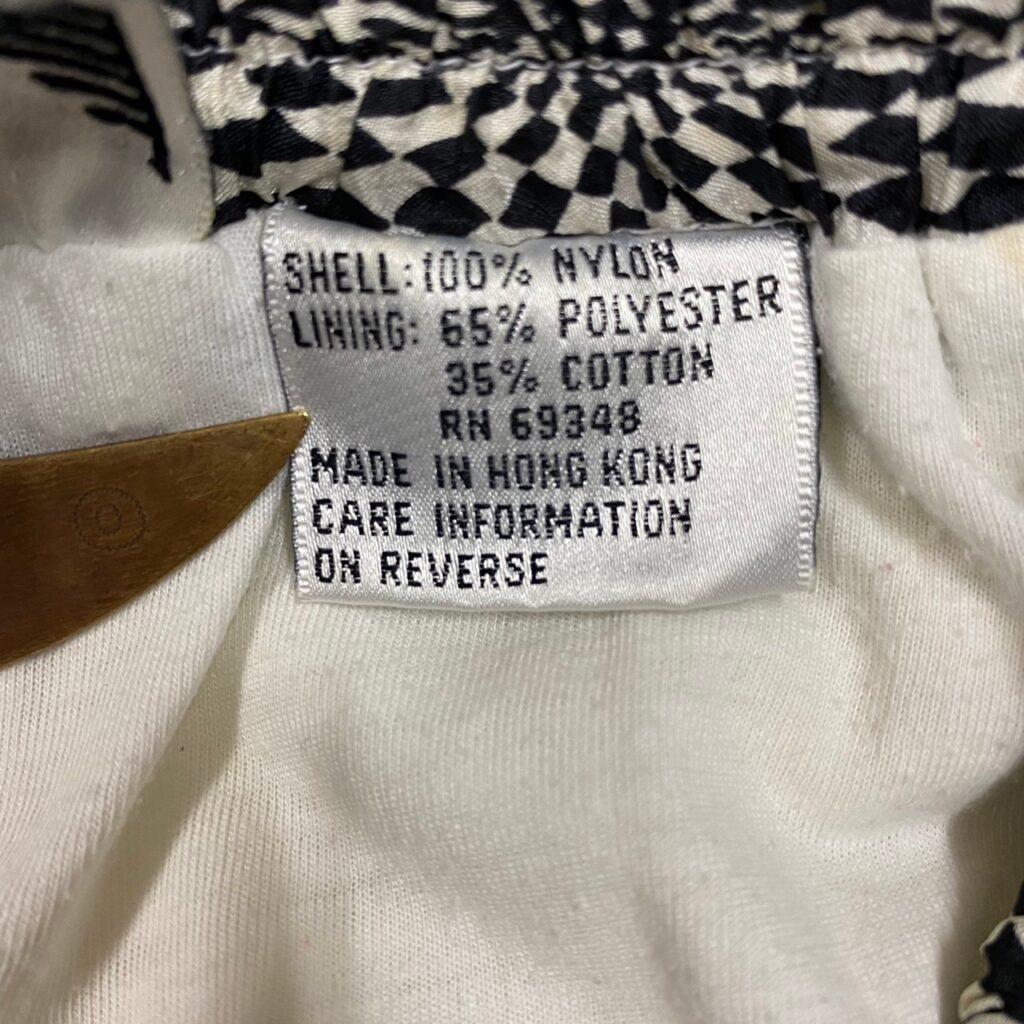 SHELL: 100% NYLON
LINING: 65% POLYESTER
35% COTTON
RN 69348
MADE IN HONG KONG
CARE INFORMATION
ON REVERSE